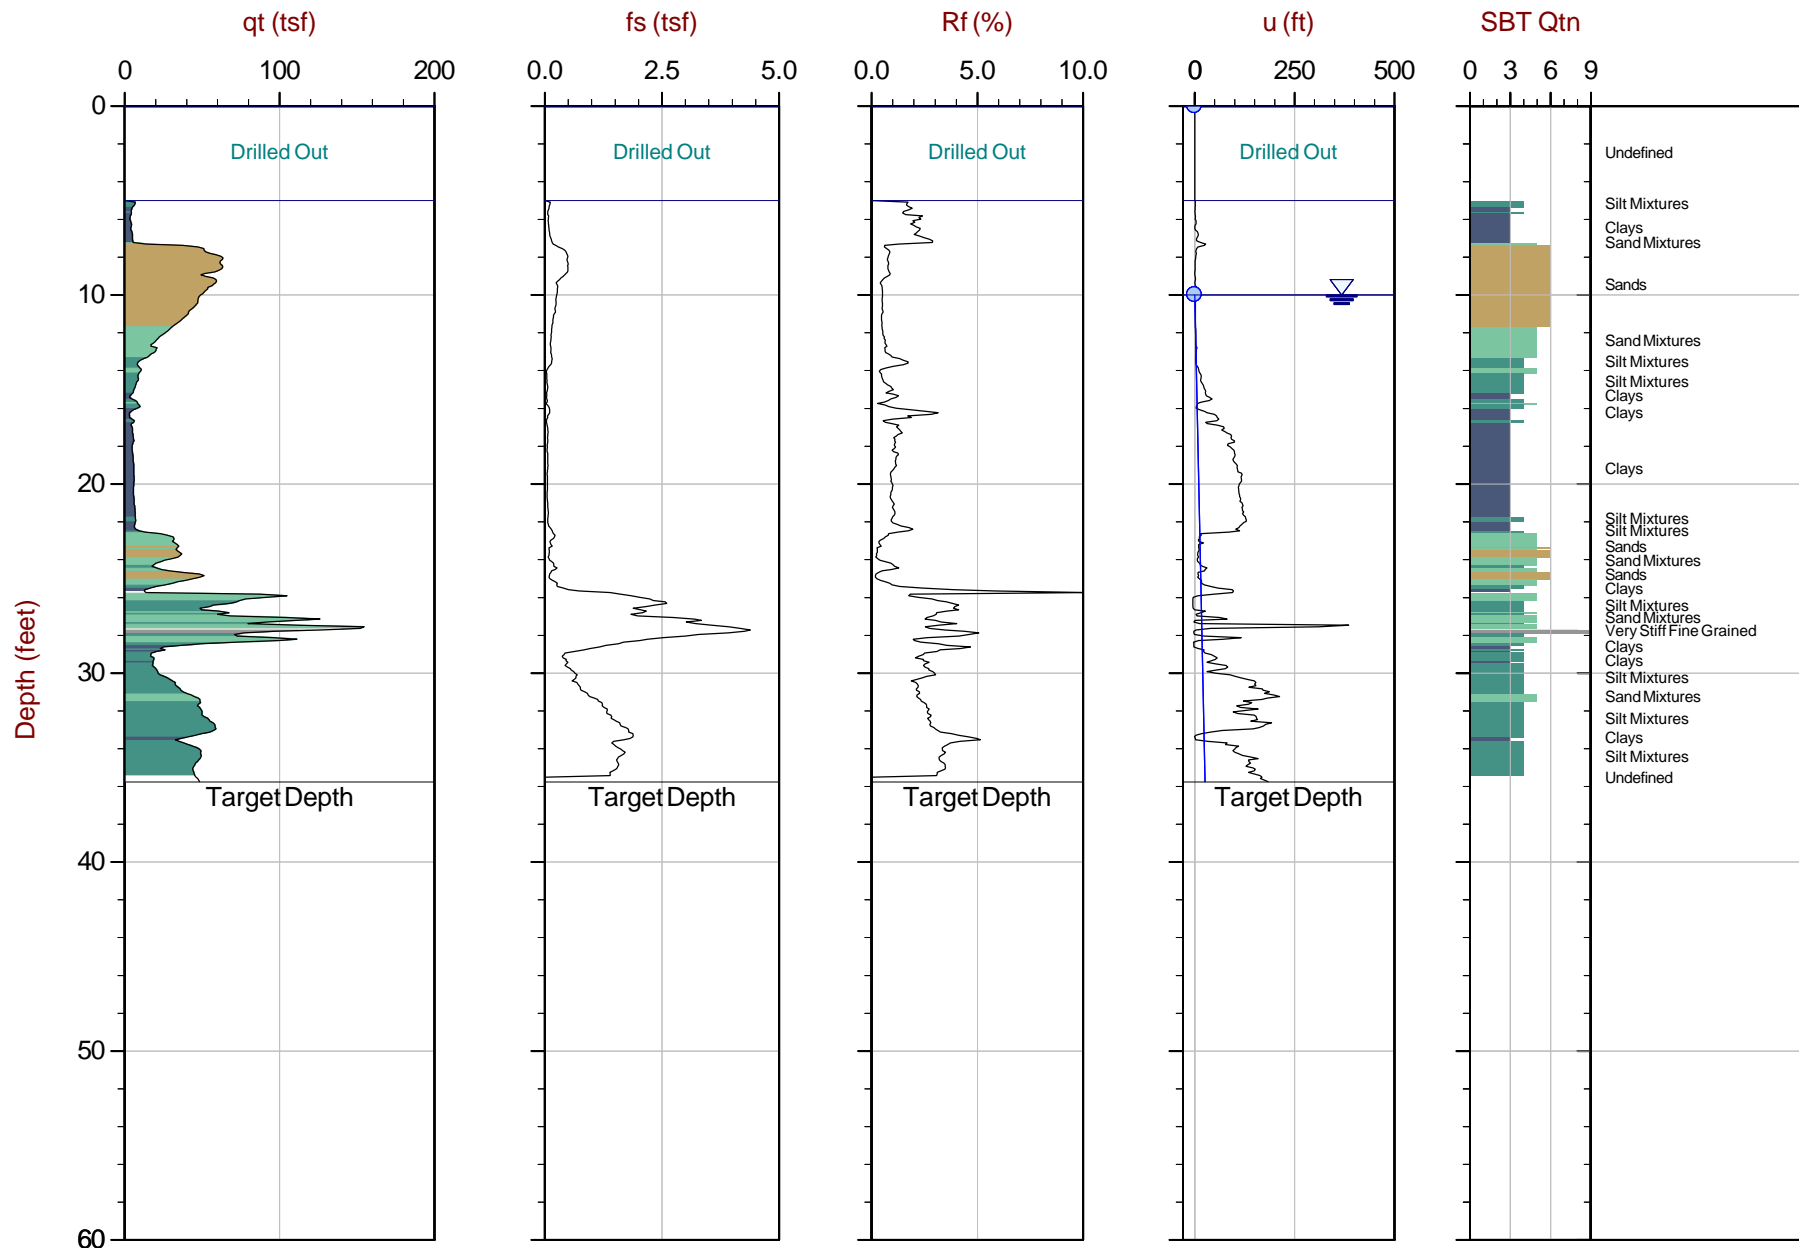 qt (tsf) fs (tsf) Rf (%) u (ft) SBT Qtn
0 100 200 0.0 2.5 5.0 0.0 5.0 10.0 0 250 500 0 3 6 9
0
Drilled Out Drilled Out Drilled Out Drilled Out
Undefined
Silt Mixtures
Clays
Sand Mixtures
Sands
10
Sand Mixtures
Silt Mixtures
Silt Mixtures
Clays
Clays
Clays
20
Silt Mixtures
Silt Mixtures
Sands
Sand Mixtures
Sands
Clays
Silt Mixtures
Sand Mixtures
Very Stiff Fine Grained
Clays
Clays
30
Silt Mixtures
Sand Mixtures
Silt Mixtures
Clays
Silt Mixtures
Undefined
Target Depth Target Depth Target Depth Target Depth
Depth (feet)
40
50
60